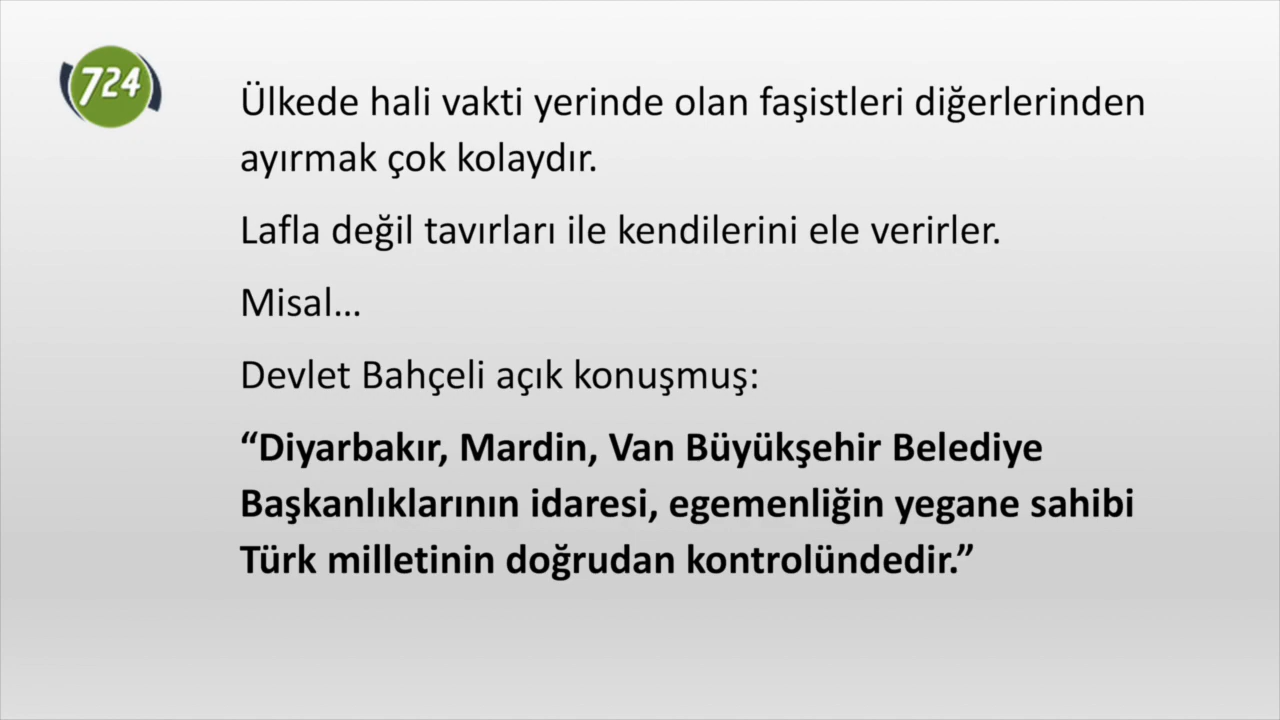 724
Ülkede hali vakti yerinde olan faşistleri diğerlerinden
ayırmak çok kolaydır.
Lafla değil tavırları ile kendilerini ele verirler.
Misal…
Devlet Bahçeli açık konuşmuş:
“Diyarbakır, Mardin, Van Büyükşehir Belediye
Başkanlıklarının idaresi, egemenliğin yegane sahibi
Türk milletinin doğrudan kontrolündedir.”